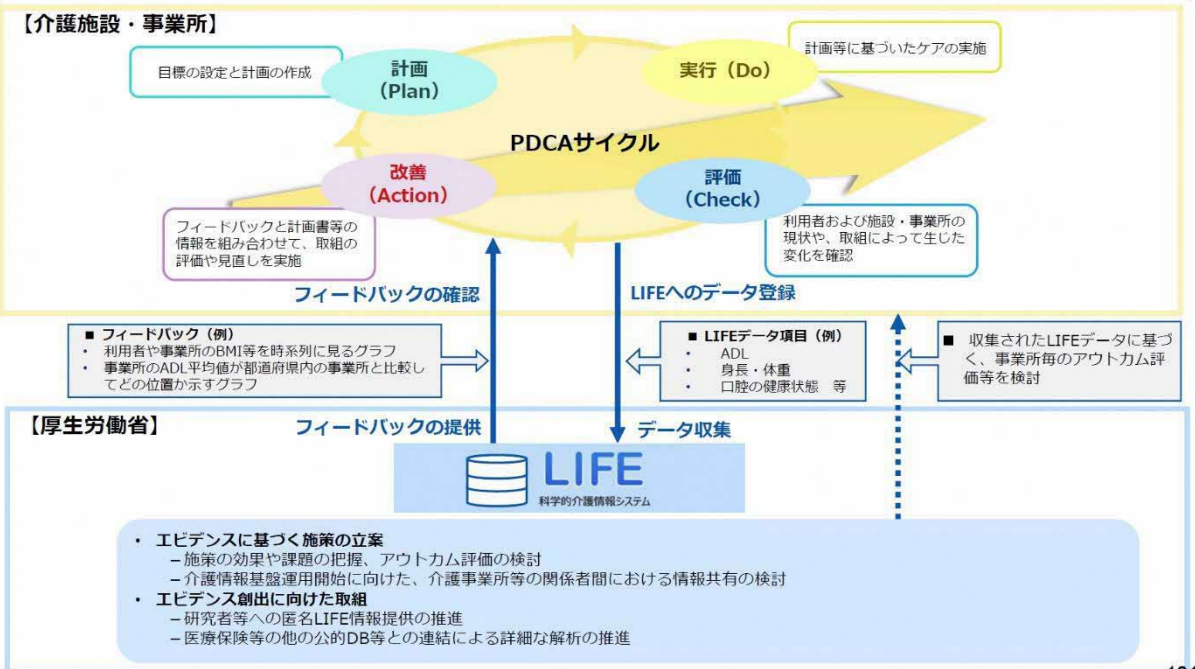 【介護施設・事業所】
目標の設定と計画の作成
計画
(Plan)
実行（Do）
計画等に基づいたケアの実施
PDCAサイクル
改善
（Action）
評価
（Check）
フィードバックと計画書等の
情報を組み合わせて、取組の
評価や見直しを実施
利用者および施設・事業所の
現状や、取組によって生じた
変化を確認
フィードバックの確認
LIFEへのデータ登録
■ フィードバック（例）
・ 利用者や事業所のBMI等を時系列に見るグラフ
・ 事業所のADL平均値が都道府県内の事業所と比較し
てどの位置か示すグラフ
■ LIFEデータ項目（例）
・ ADL
・ 身長・体重
・ 口腔の健康状態 等
■ 収集されたLIFEデータに基づ
く、事業所毎のアウトカム評
価等を検討
【厚生労働省】
フィードバックの提供
データ収集
LIFE
科学的介護情報システム
・ エビデンスに基づく施策の立案
– 施策の効果や課題の把握、アウトカム評価の検討
– 介護情報基盤運用開始に向けた、介護事業所等の関係者間における情報共有の検討
・ エビデンス創出に向けた取組
– 研究者等への匿名LIFE情報提供の推進
– 医療保険等の他の公的DB等との連結による詳細な解析の推進